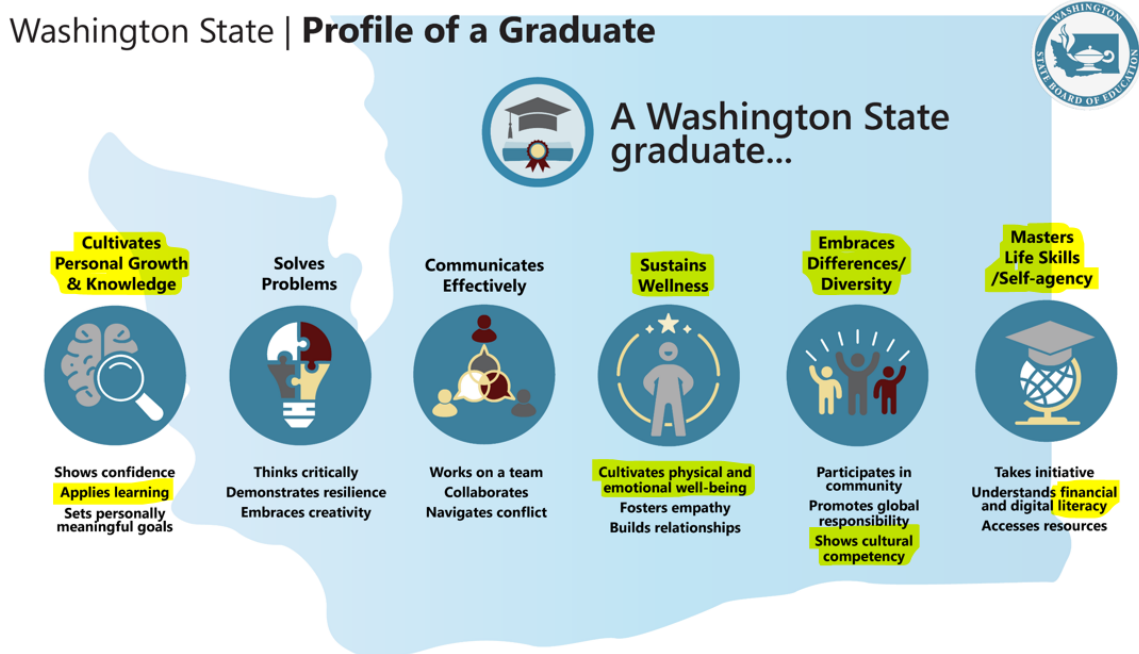 Washington State | Profile of a Graduate
WASHINGTON
STATE BOARD OF EDUCATION
A Washington State
graduate...
Cultivates
Personal Growth
& Knowledge
Shows confidence
Applies learning
Sets personally
meaningful goals
Solves
Problems
Thinks critically
Demonstrates resilience
Embraces creativity
Communicates
Effectively
Works on a team
Collaborates
Navigates conflict
Sustains
Wellness
Cultivates physical and
emotional well-being
Fosters empathy
Builds relationships
Embraces
Differences/
Diversity
Participates in
community
Promotes global
responsibility
Shows cultural
competency
Masters
Life Skills
/Self-agency
Takes initiative
Understands financial
and digital literacy
Accesses resources